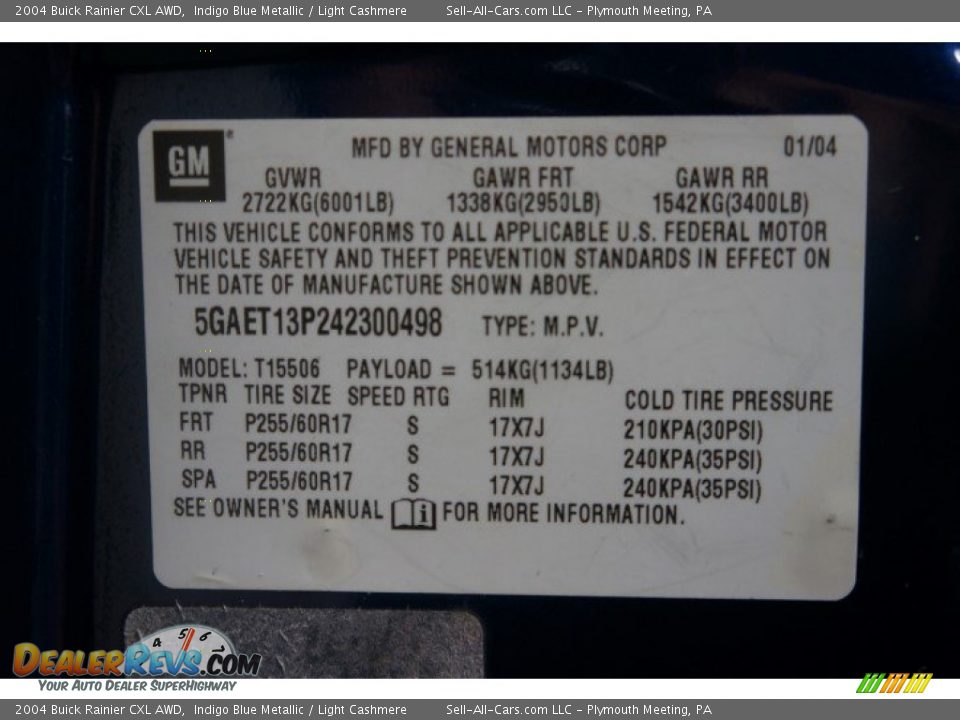 2004 Buick Rainier CXL AWD, Indigo Blue Metallic / Light Cashmere Sell-All-Cars.com LLC - Plymouth Meeting, PA
GM® MFD BY GENERAL MOTORS CORP 01/04
GVWR GAWR FRT GAWR RR
2722KG(6001LB) 1338KG(2950LB) 1542KG(3400LB)
THIS VEHICLE CONFORMS TO ALL APPLICABLE U.S. FEDERAL MOTOR
VEHICLE SAFETY AND THEFT PREVENTION STANDARDS IN EFFECT ON
THE DATE OF MANUFACTURE SHOWN ABOVE.
5GAET13P242300498 TYPE: M.P.V.
MODEL: T15506 PAYLOAD = 514KG(1134LB)
TPNR TIRE SIZE SPEED RTG RIM COLD TIRE PRESSURE
FRT P255/60R17 S 17X7J 210KPA(30PSI)
RR P255/60R17 S 17X7J 240KPA(35PSI)
SPA P255/60R17 S 17X7J 240KPA(35PSI)
SEE OWNER'S MANUAL i FOR MORE INFORMATION.
4 5 6 7
DEALERREVS.COM
YOUR AUTO DEALER SUPERHIGHWAY
2004 Buick Rainier CXL AWD, Indigo Blue Metallic / Light Cashmere Sell-All-Cars.com LLC - Plymouth Meeting, PA